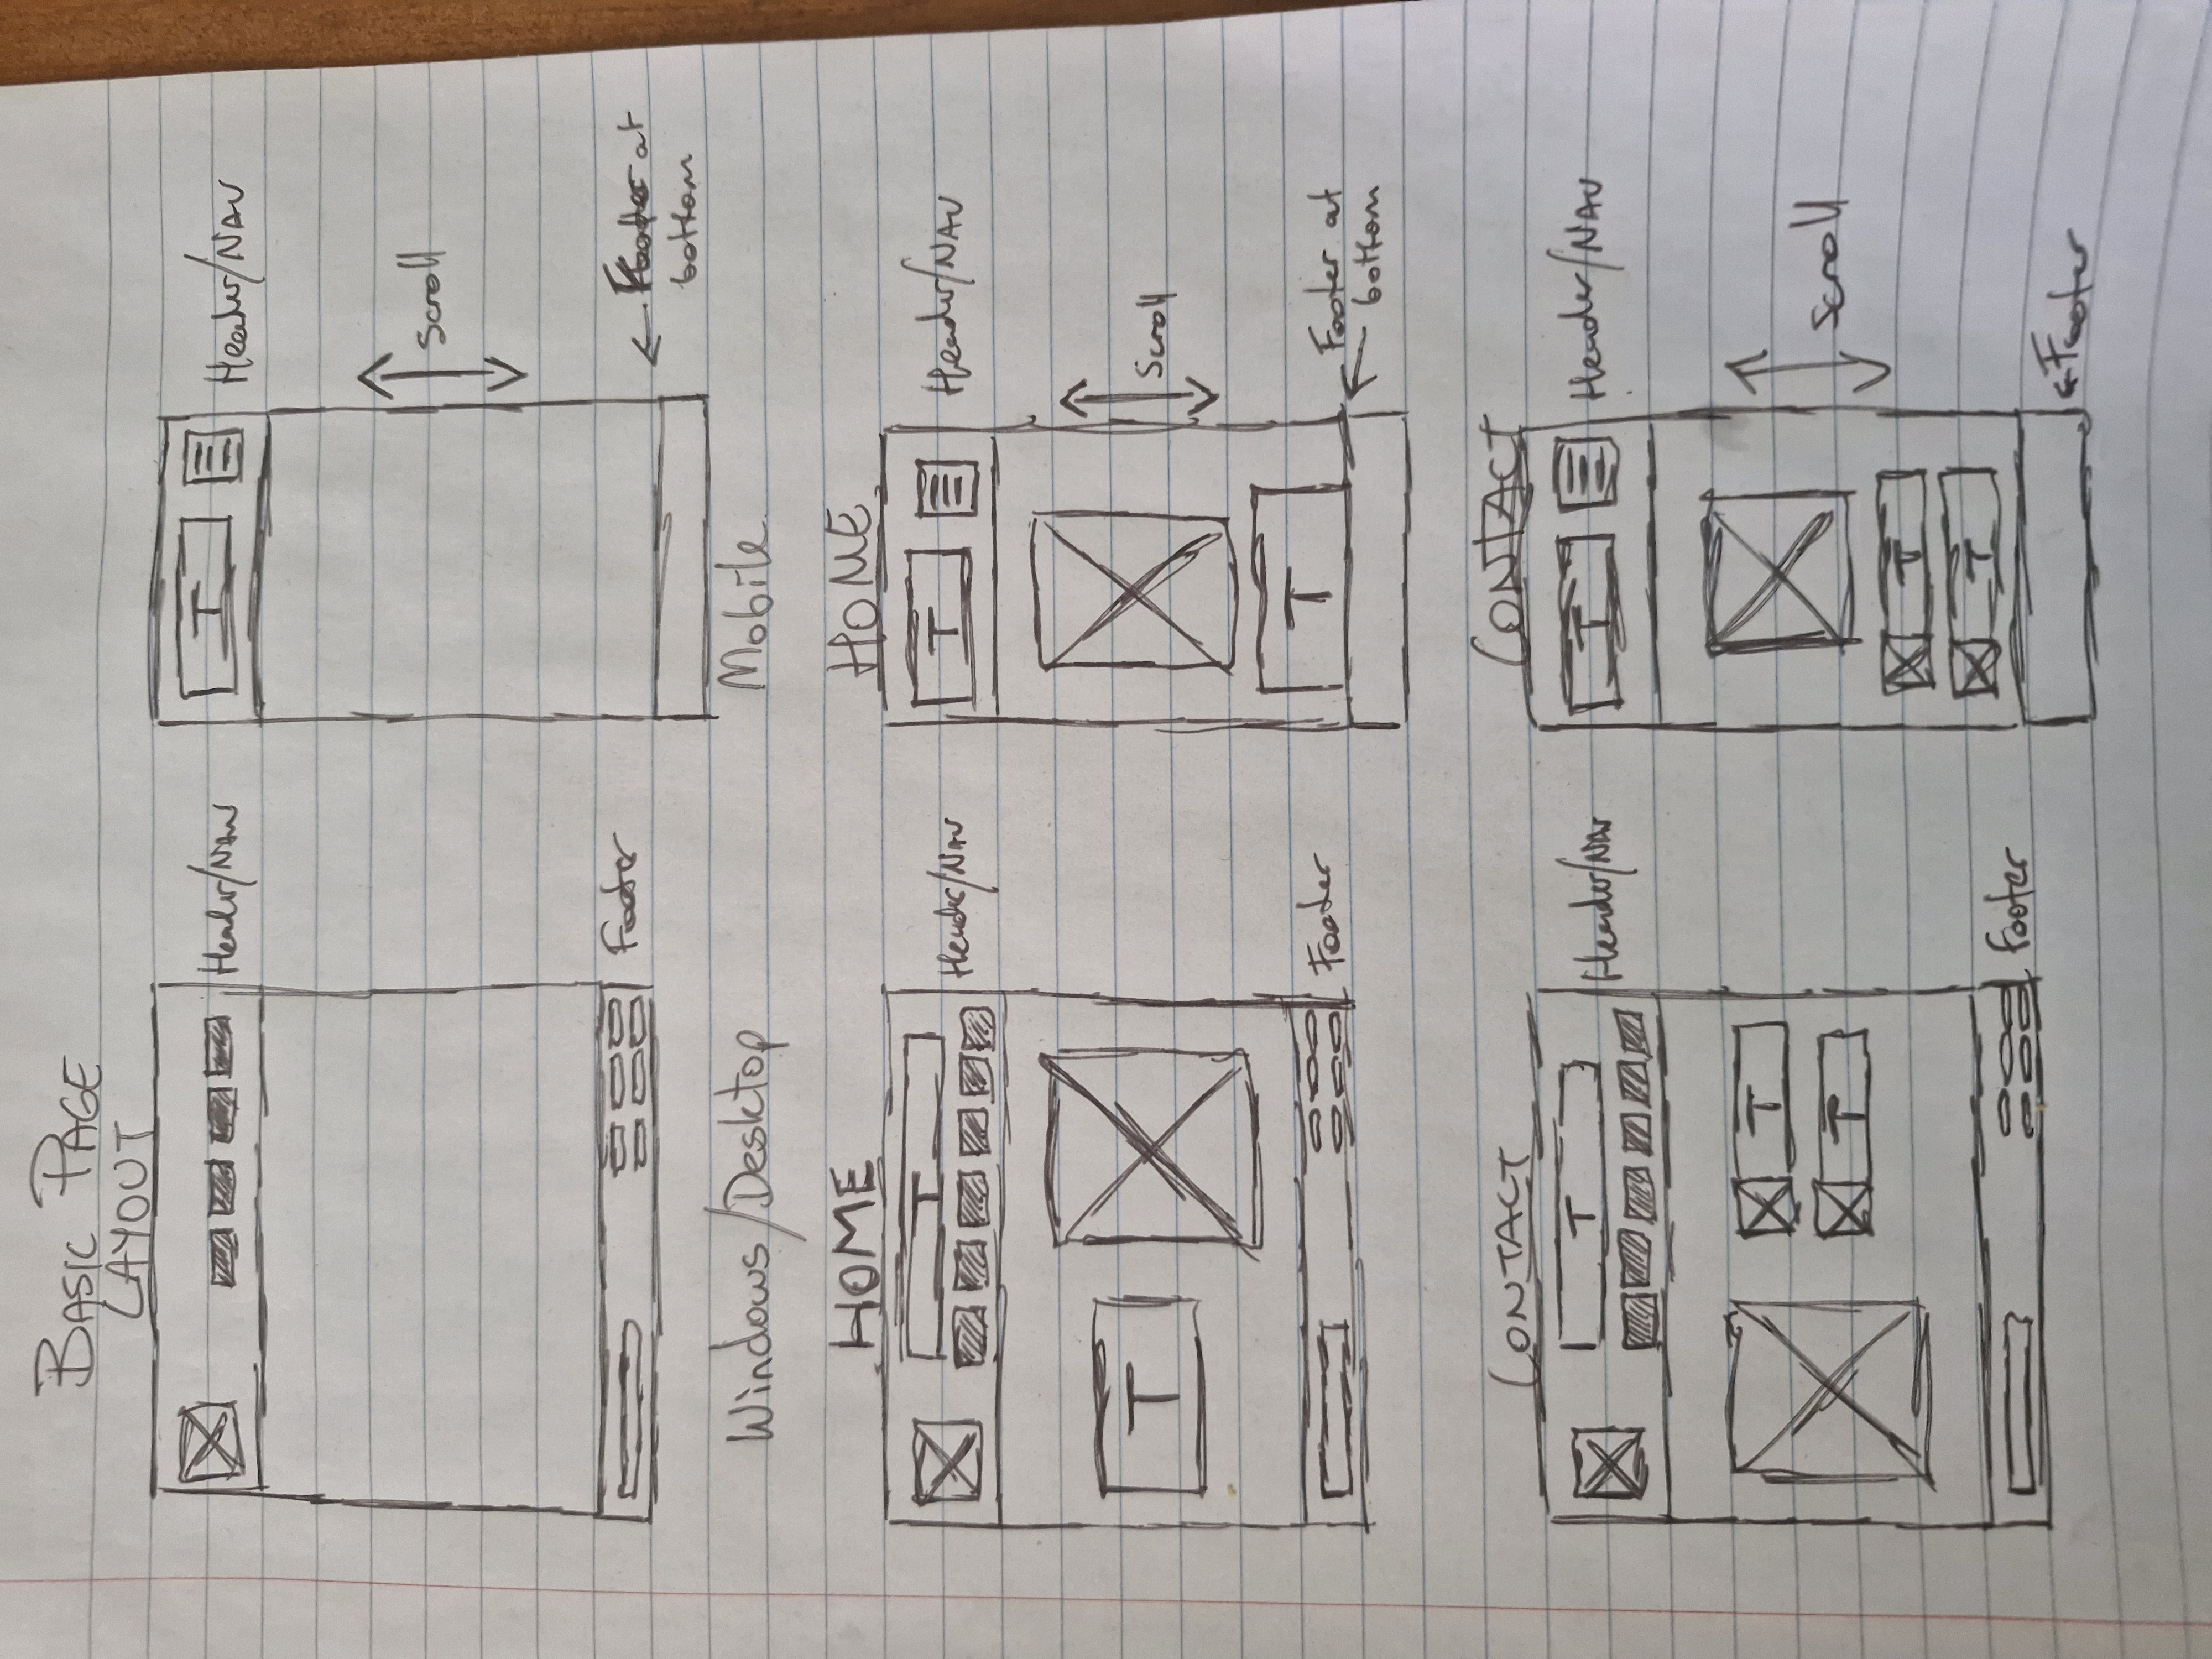 BASIC PAGE
LAYOUT
Header/NAV
T
Header/NAV
Scroll
Footer
Footer at
bottom
Windows/Desktop
Mobile
HOME
HOME
T
Header/NAV
T
Header/NAV
T
Scroll
T
Footer
Footer at
bottom
CONTACT
CONTACT
T
Header/NAV
T
Header/NAV
T
T
Scroll
T
T
Footer
Footer